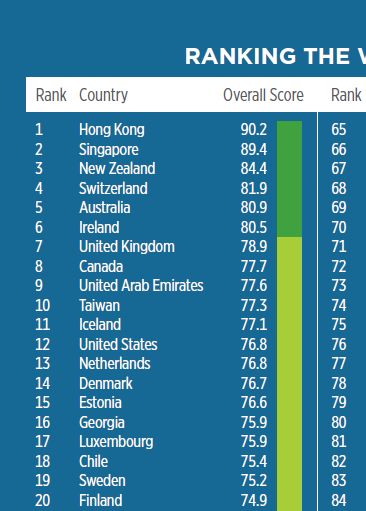 RANKING THE
Rank Country Overall Score Rank
1 Hong Kong 90.2 65
2 Singapore 89.4 66
3 New Zealand 84.4 67
4 Switzerland 81.9 68
5 Australia 80.9 69
6 Ireland 80.5 70
7 United Kingdom 78.9 71
8 Canada 77.7 72
9 United Arab Emirates 77.6 73
10 Taiwan 77.3 74
11 Iceland 77.1 75
12 United States 76.8 76
13 Netherlands 76.8 77
14 Denmark 76.7 78
15 Estonia 76.6 79
16 Georgia 75.9 80
17 Luxembourg 75.9 81
18 Chile 75.4 82
19 Sweden 75.2 83
20 Finland 74.9 84